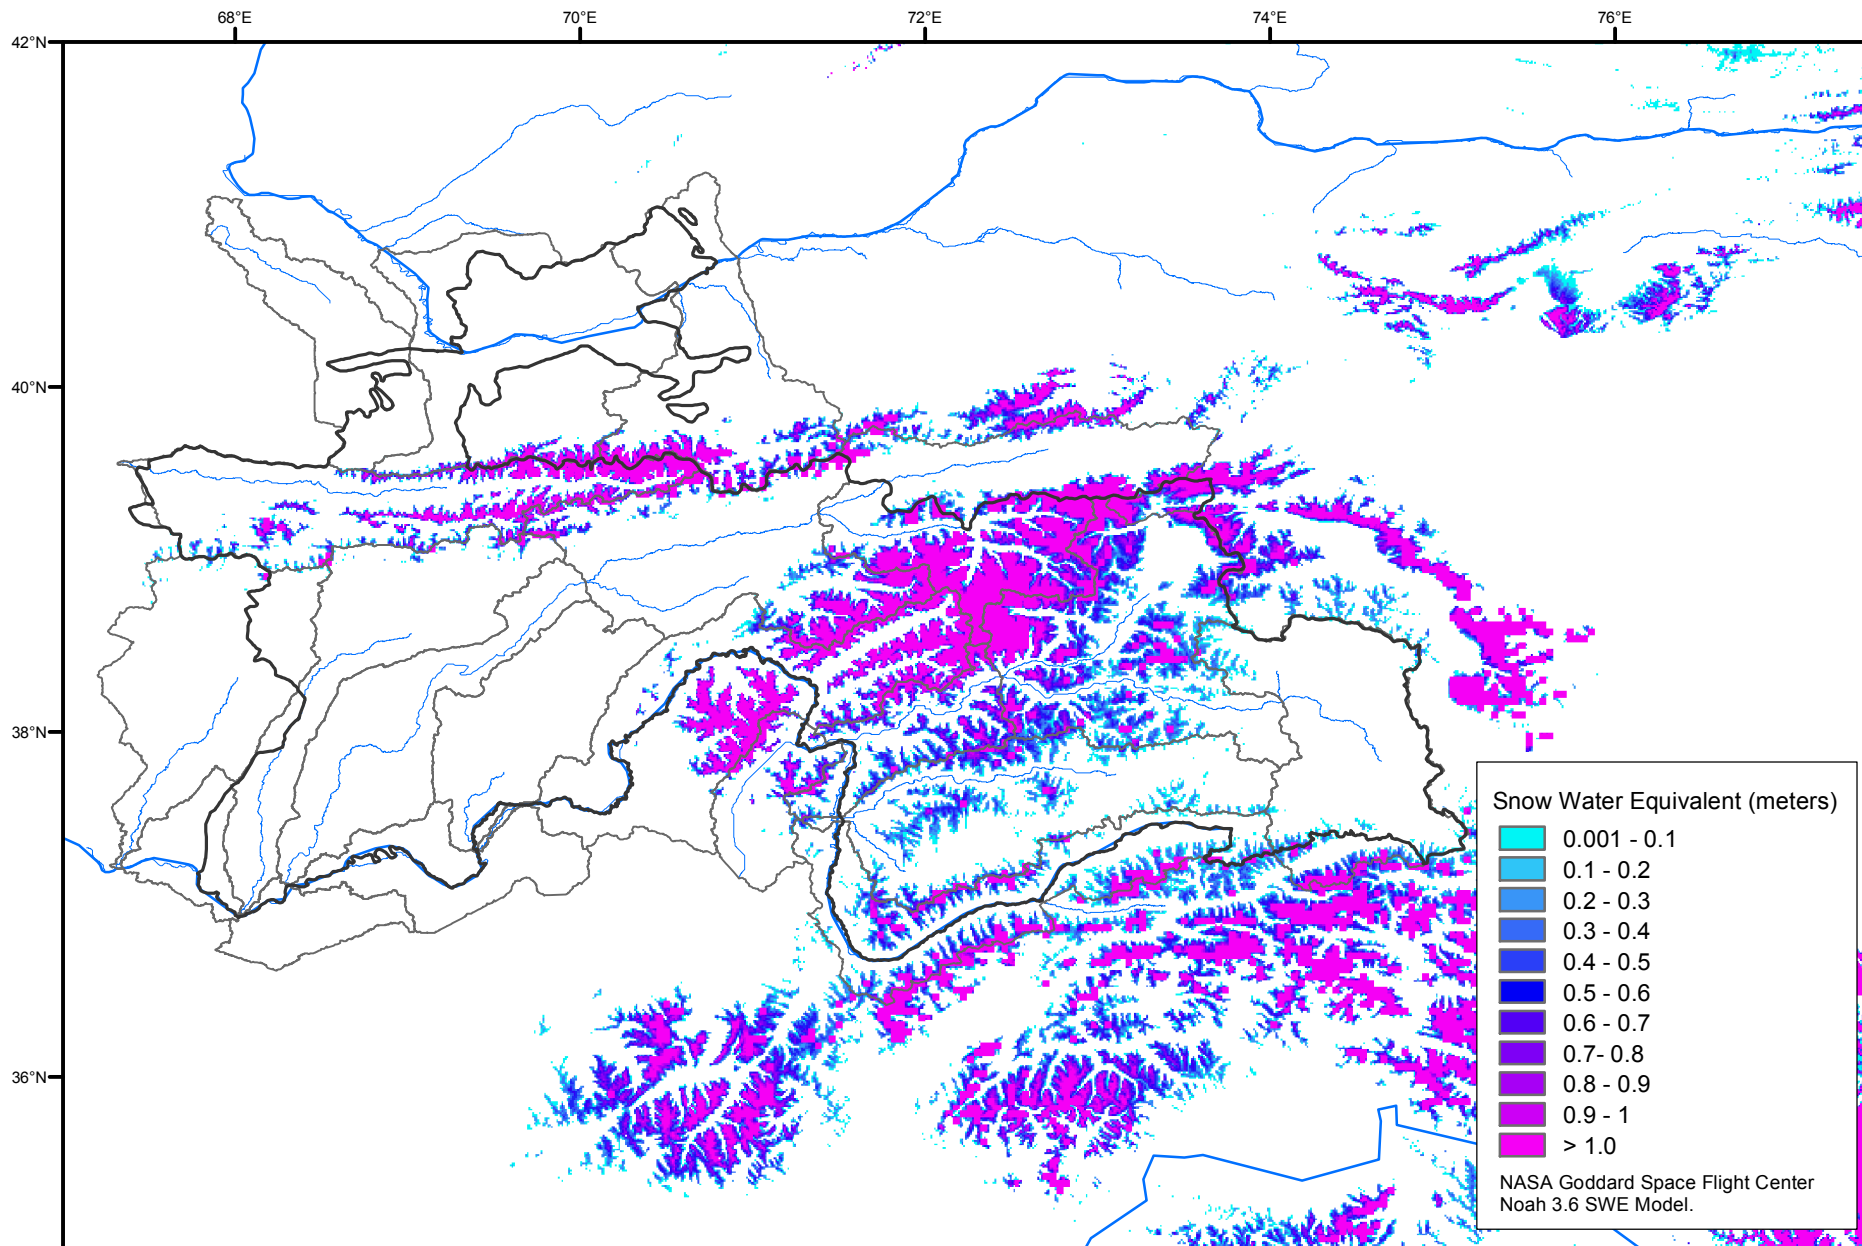 68°E 70°E 72°E 74°E 76°E
42°N
40°N
38°N
36°N
Snow Water Equivalent (meters)
0.001 - 0.1
0.1 - 0.2
0.2 - 0.3
0.3 - 0.4
0.4 - 0.5
0.5 - 0.6
0.6 - 0.7
0.7- 0.8
0.8 - 0.9
0.9 - 1
> 1.0
NASA Goddard Space Flight Center
Noah 3.6 SWE Model.